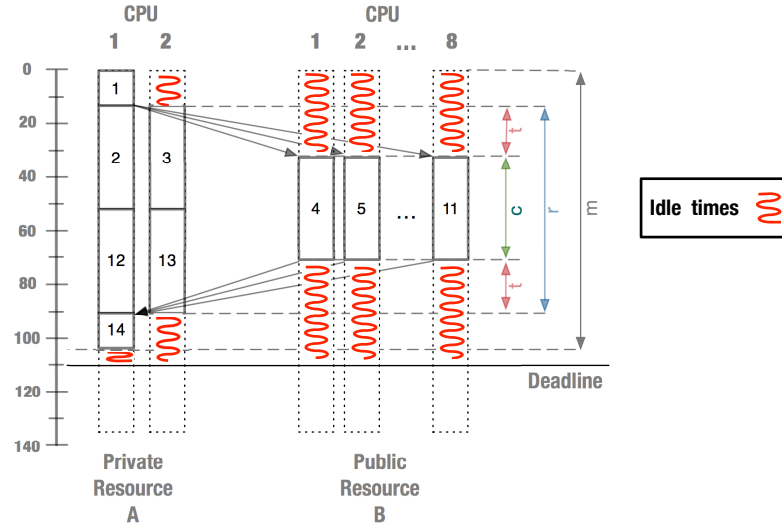 CPU
CPU
1
2
1
2
...
8
0
20
40
60
80
100
120
140
1
2
3
12
13
14
4
5
...
11
t
c
t
r
m
Idle times
Deadline
Private
Resource
A
Public
Resource
B